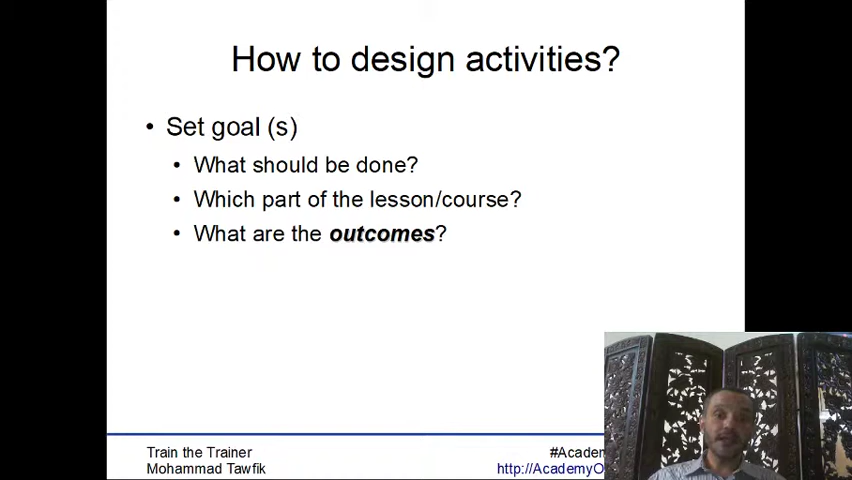 How to design activities?
• Set goal (s)
• What should be done?
• Which part of the lesson/course?
• What are the outcomes?
Train the Trainer
Mohammad Tawfik